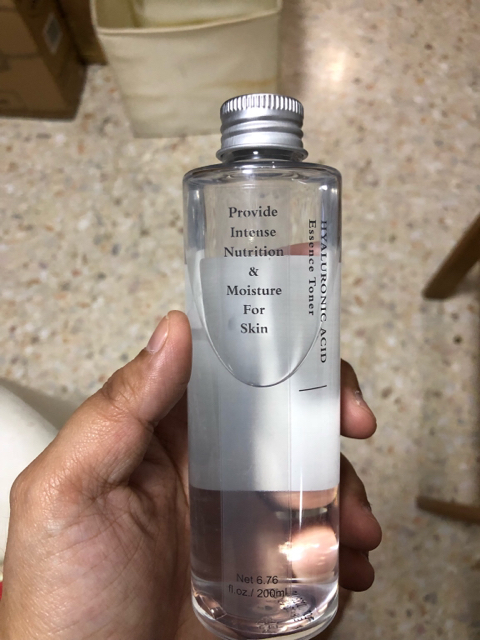 Provide
Intense
Nutrition
&
Moisture
For
Skin
HYALURONIC ACID
Essence Toner
Net 6.76
fl.oz./ 200ml